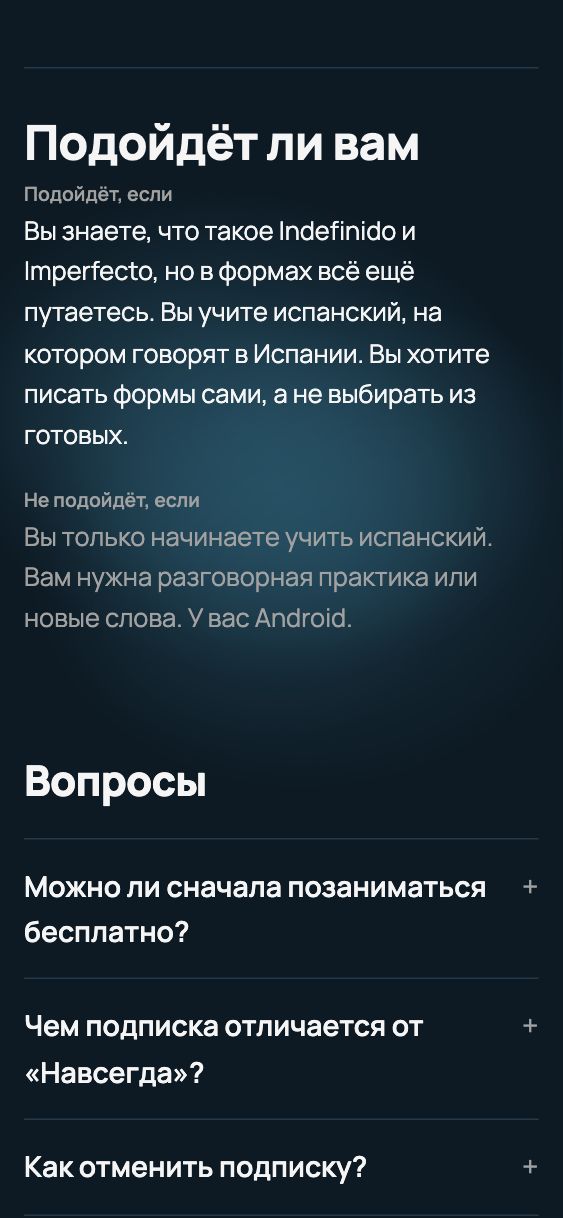 Подойдёт ли вам
Подойдёт, если
Вы знаете, что такое Indefinido и
Imperfecto, но в формах всё ещё
путаетесь. Вы учите испанский, на
котором говорят в Испании. Вы хотите
писать формы сами, а не выбирать из
готовых.
Не подойдёт, если
Вы только начинаете учить испанский.
Вам нужна разговорная практика или
новые слова. У вас Android.
Вопросы
Можно ли сначала позаниматься +
бесплатно?
Чем подписка отличается от +
«Навсегда»?
Как отменить подписку? +